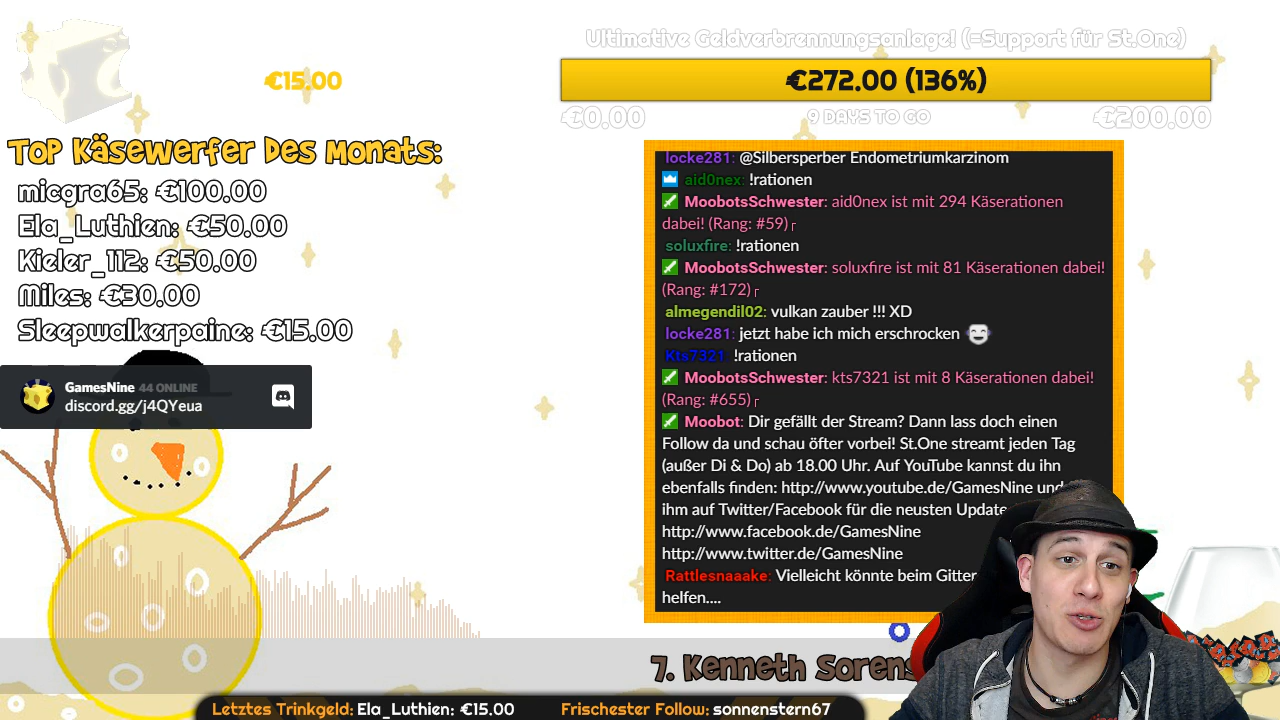 Ultimative Geldverbrennungsanlage! (=Support für St.One)
€15.00
€272.00 (136%)
€0.00 9 DAYS TO GO €200.00
Top Käsewerfer Des Monats:
micgra65: €100.00
Ela_Luthien: €50.00
Kieler_112: €50.00
Miles: €30.00
Sleepwalkerpaine: €15.00
GamesNine 44 ONLINE
discord.gg/j4QYeua
locke281: @Silbersperber Endometriumkarzinom
aid0nex: !rationen
MoobotsSchwester: aid0nex ist mit 294 Käserationen
dabei! (Rang: #59)
soluxfire: !rationen
MoobotsSchwester: soluxfire ist mit 81 Käserationen dabei!
(Rang: #172)
almegendil02: vulkan zauber !!! XD
locke281: jetzt habe ich mich erschrocken
Kts7321: !rationen
MoobotsSchwester: kts7321 ist mit 8 Käserationen dabei!
(Rang: #655)
Moobot: Dir gefällt der Stream? Dann lass doch einen
Follow da und schau öfter vorbei! St.One streamt jeden Tag
(außer Di & Do) ab 18.00 Uhr. Auf YouTube kannst du ihn
ebenfalls finden: http://www.youtube.de/GamesNine und
ihm auf Twitter/Facebook für die neusten Update
http://www.facebook.de/GamesNine
http://www.twitter.de/GamesNine
Rattlesnaaake: Vielleicht könnte beim Gitter
helfen....
7. Kenneth Sorens
Letztes Trinkgeld: Ela_Luthien: €15.00 Frischester Follow: sonnenstern67